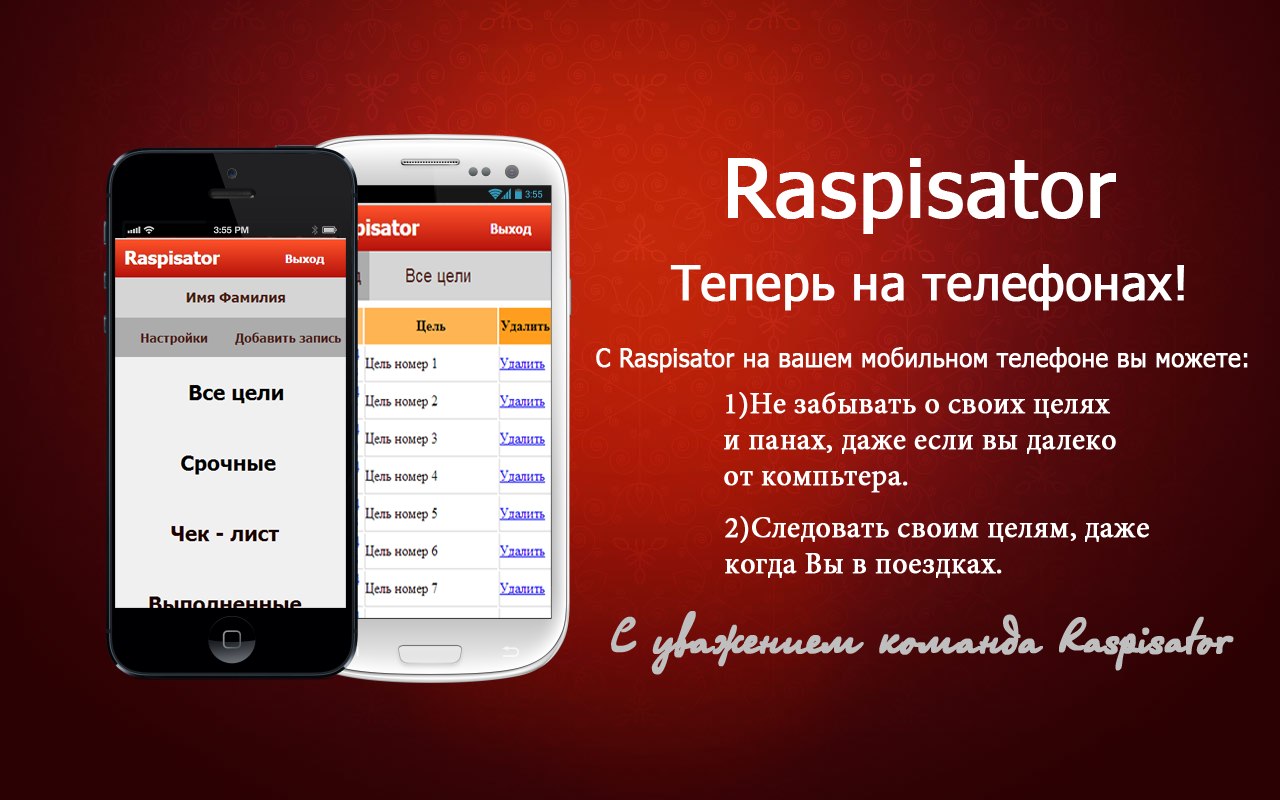 3:55 PM
Raspisator
Выход
Имя Фамилия
Настройки
Добавить запись
Все цели
Срочные
Чек - лист
Выполненные
3:55
pisator
Выход
Все цели
Цель
Удалить
Цель номер 1
Удалить
Цель номер 2
Удалить
Цель номер 3
Удалить
Цель номер 4
Удалить
Цель номер 5
Удалить
Цель номер 6
Удалить
Цель номер 7
Удалить
Raspisator
Теперь на телефонах!
С Raspisator на вашем мобильном телефоне вы можете:
1)Не забывать о своих целях
и панах, даже если вы далеко
от компьтера.
2)Следовать своим целям, даже
когда Вы в поездках.
С уважением команда Raspisator